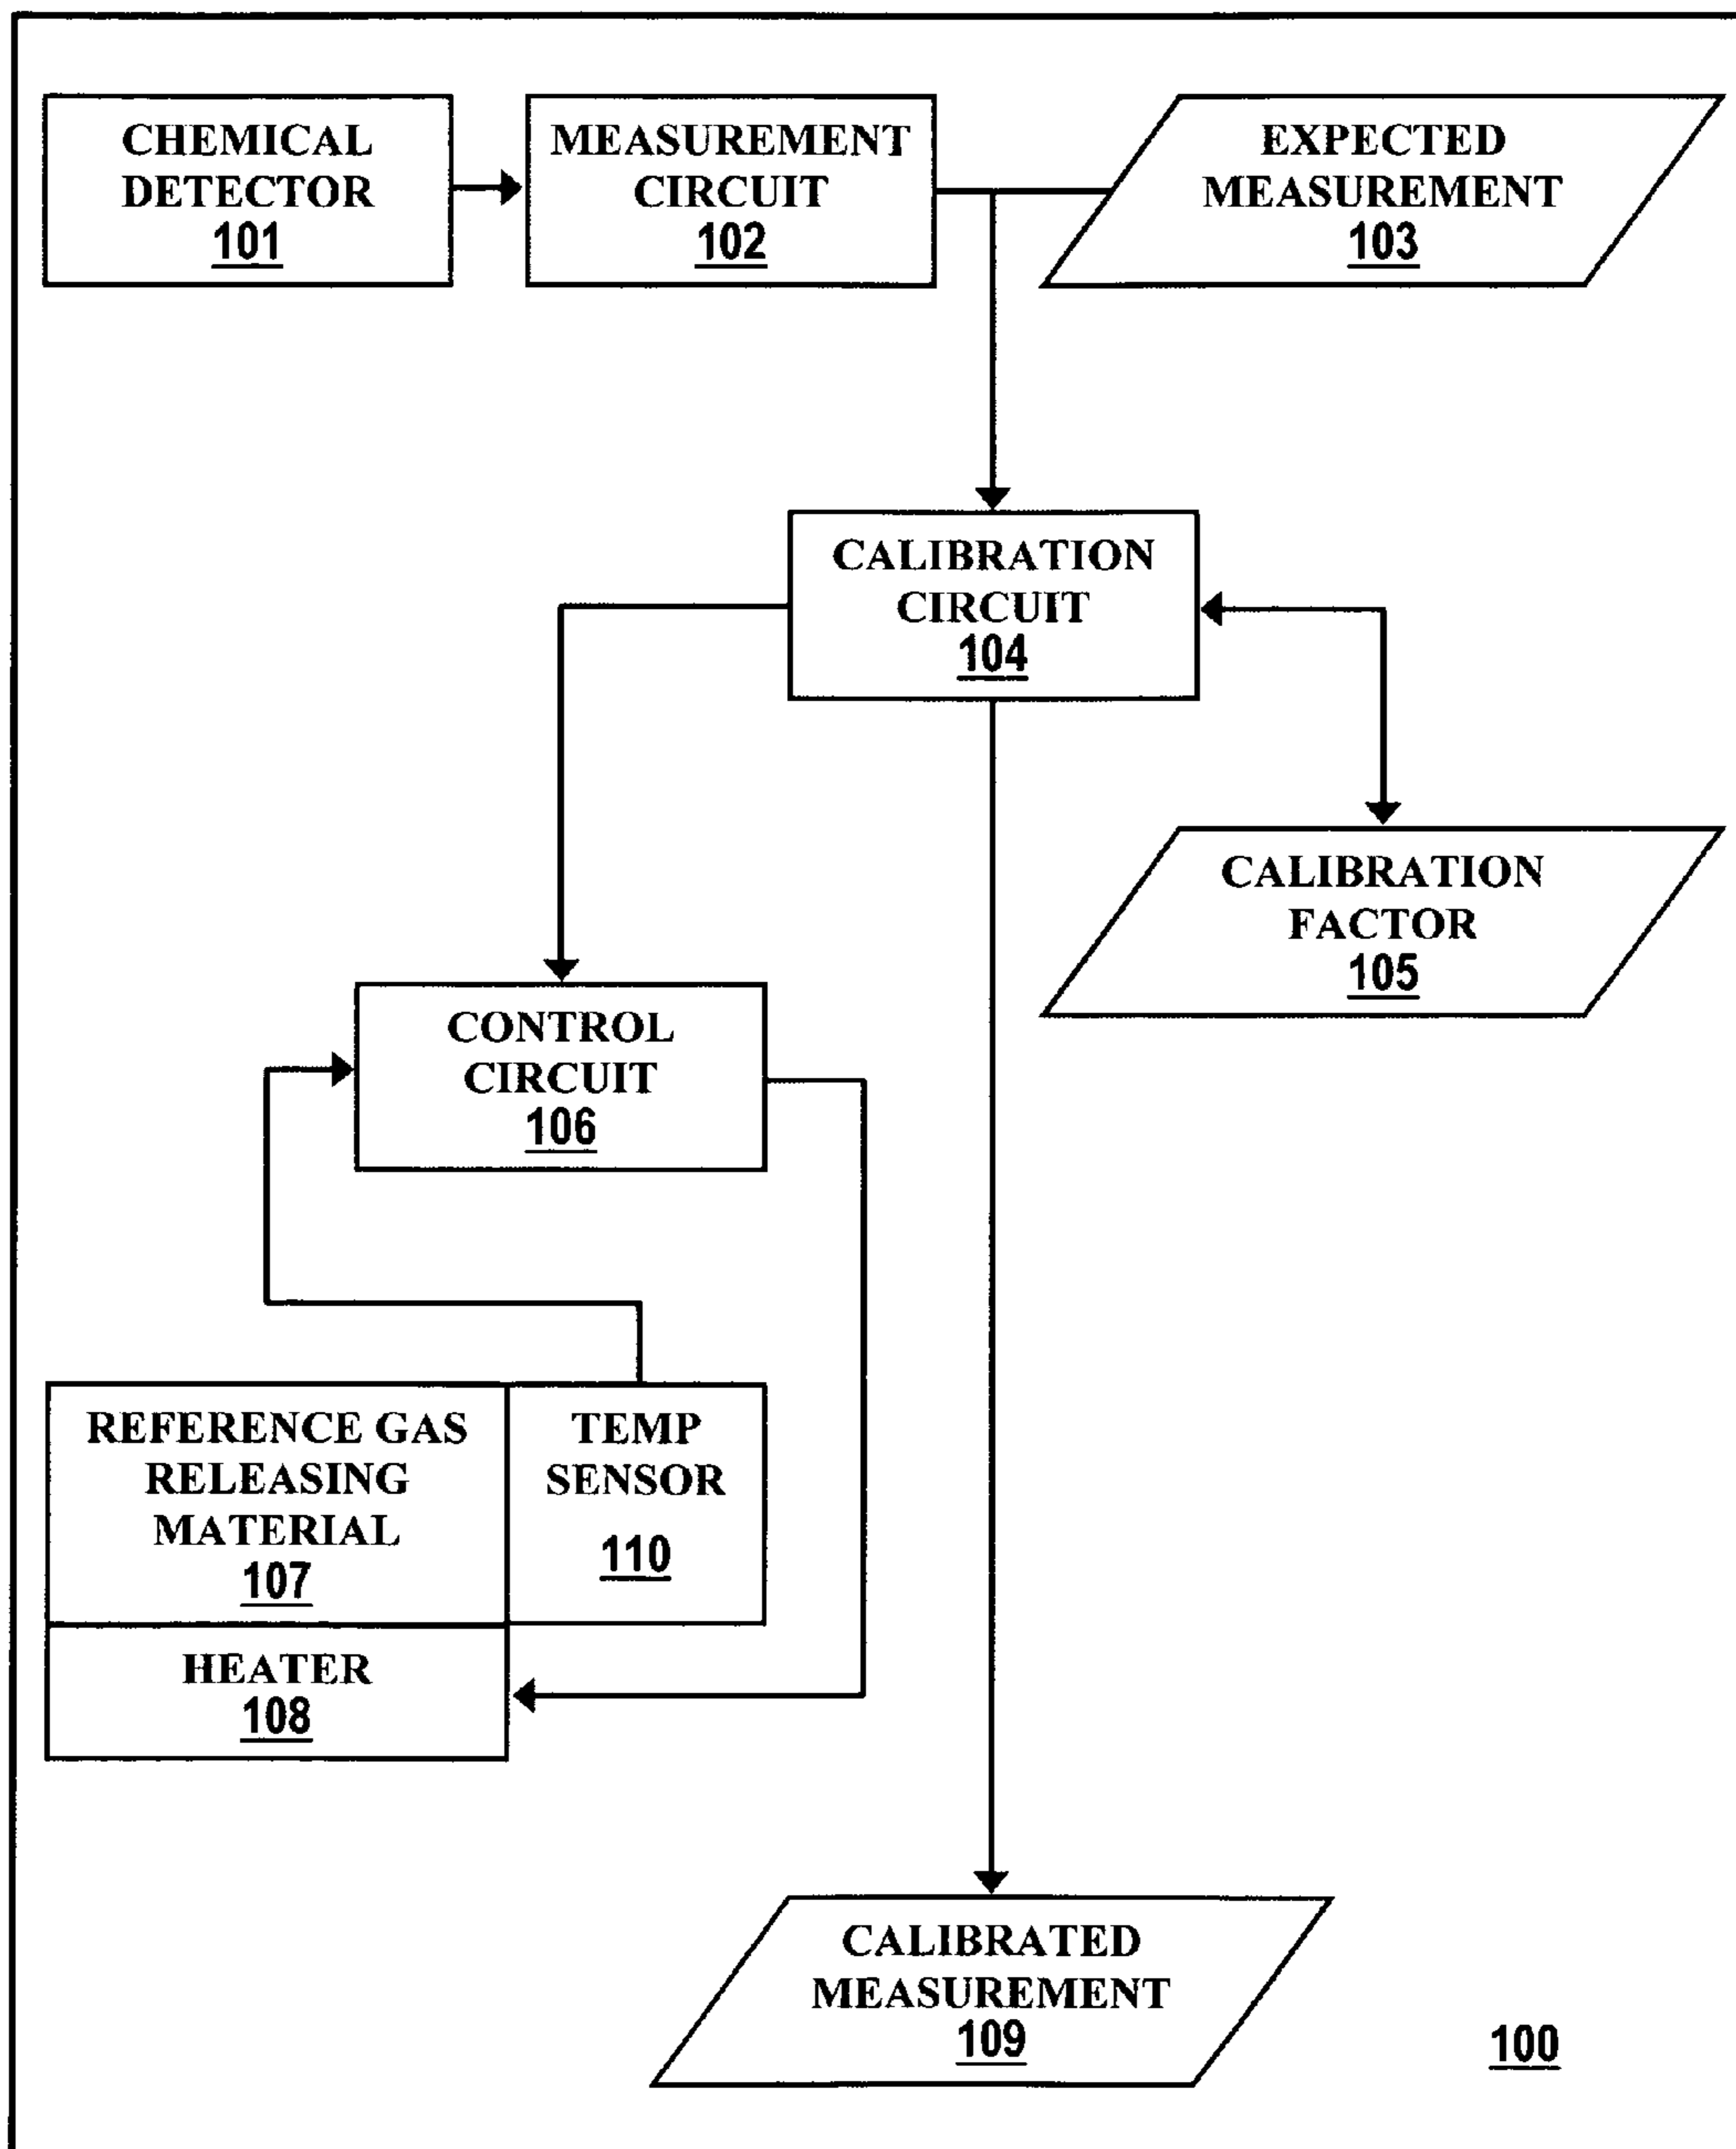 CHEMICAL
DETECTOR
101
MEASUREMENT
CIRCUIT
102
EXPECTED
MEASUREMENT
103
CALIBRATION
CIRCUIT
104
CALIBRATION
FACTOR
105
CONTROL
CIRCUIT
106
REFERENCE GAS
RELEASING
MATERIAL
107
TEMP
SENSOR
110
HEATER
108
CALIBRATED
MEASUREMENT
109
100